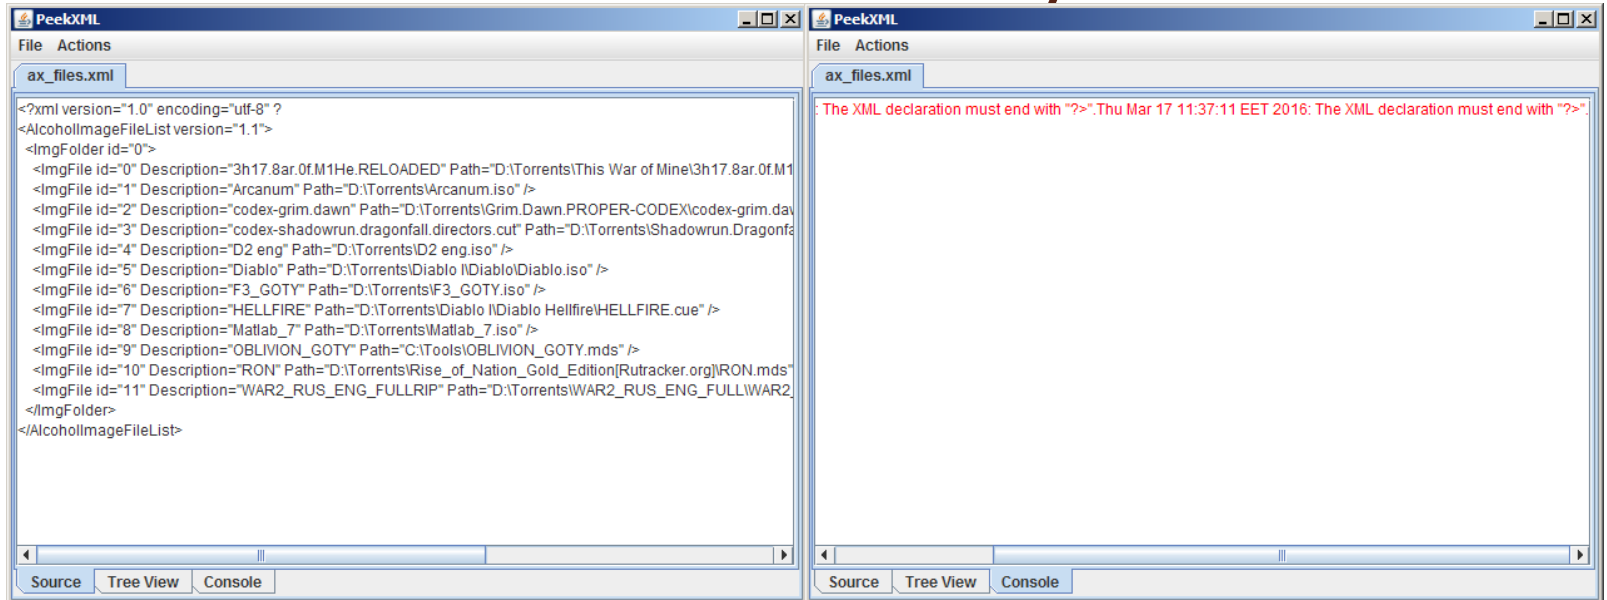 PeekXML
File Actions
ax_files.xml
<?xml version="1.0" encoding="utf-8" ?
<AlcoholImageFileList version="1.1">
<ImgFolder id="0">
<ImgFile id="0" Description="3h17.8ar.0f.M1He.RELOADED" Path="D:\Torrents\This War of Mine\3h17.8ar.0f.M1
<ImgFile id="1" Description="Arcanum" Path="D:\Torrents\Arcanum.iso" />
<ImgFile id="2" Description="codex-grim.dawn" Path="D:\Torrents\Grim.Dawn.PROPER-CODEX\codex-grim.da
<ImgFile id="3" Description="codex-shadowrun.dragonfall.directors.cut" Path="D:\Torrents\Shadowrun.Dragonfa
<ImgFile id="4" Description="D2 eng" Path="D:\Torrents\D2 eng.iso" />
<ImgFile id="5" Description="Diablo" Path="D:\Torrents\Diablo I\Diablo\Diablo.iso" />
<ImgFile id="6" Description="F3_GOTY" Path="D:\Torrents\F3_GOTY.iso" />
<ImgFile id="7" Description="HELLFIRE" Path="D:\Torrents\Diablo I\Diablo Hellfire\HELLFIRE.cue" />
<ImgFile id="8" Description="Matlab_7" Path="D:\Torrents\Matlab_7.iso" />
<ImgFile id="9" Description="OBLIVION_GOTY" Path="C:\Tools\OBLIVION_GOTY.mds" />
<ImgFile id="10" Description="RON" Path="D:\Torrents\Rise_of_Nation_Gold_Edition[Rutracker.org]\RON.mds"
<ImgFile id="11" Description="WAR2_RUS_ENG_FULLRIP" Path="D:\Torrents\WAR2_RUS_ENG_FULL\WAR2_
</ImgFolder>
</AlcoholImageFileList>
Source Tree View Console
PeekXML
File Actions
ax_files.xml
: The XML declaration must end with "?>".Thu Mar 17 11:37:11 EET 2016: The XML declaration must end with "?>".
Source Tree View Console